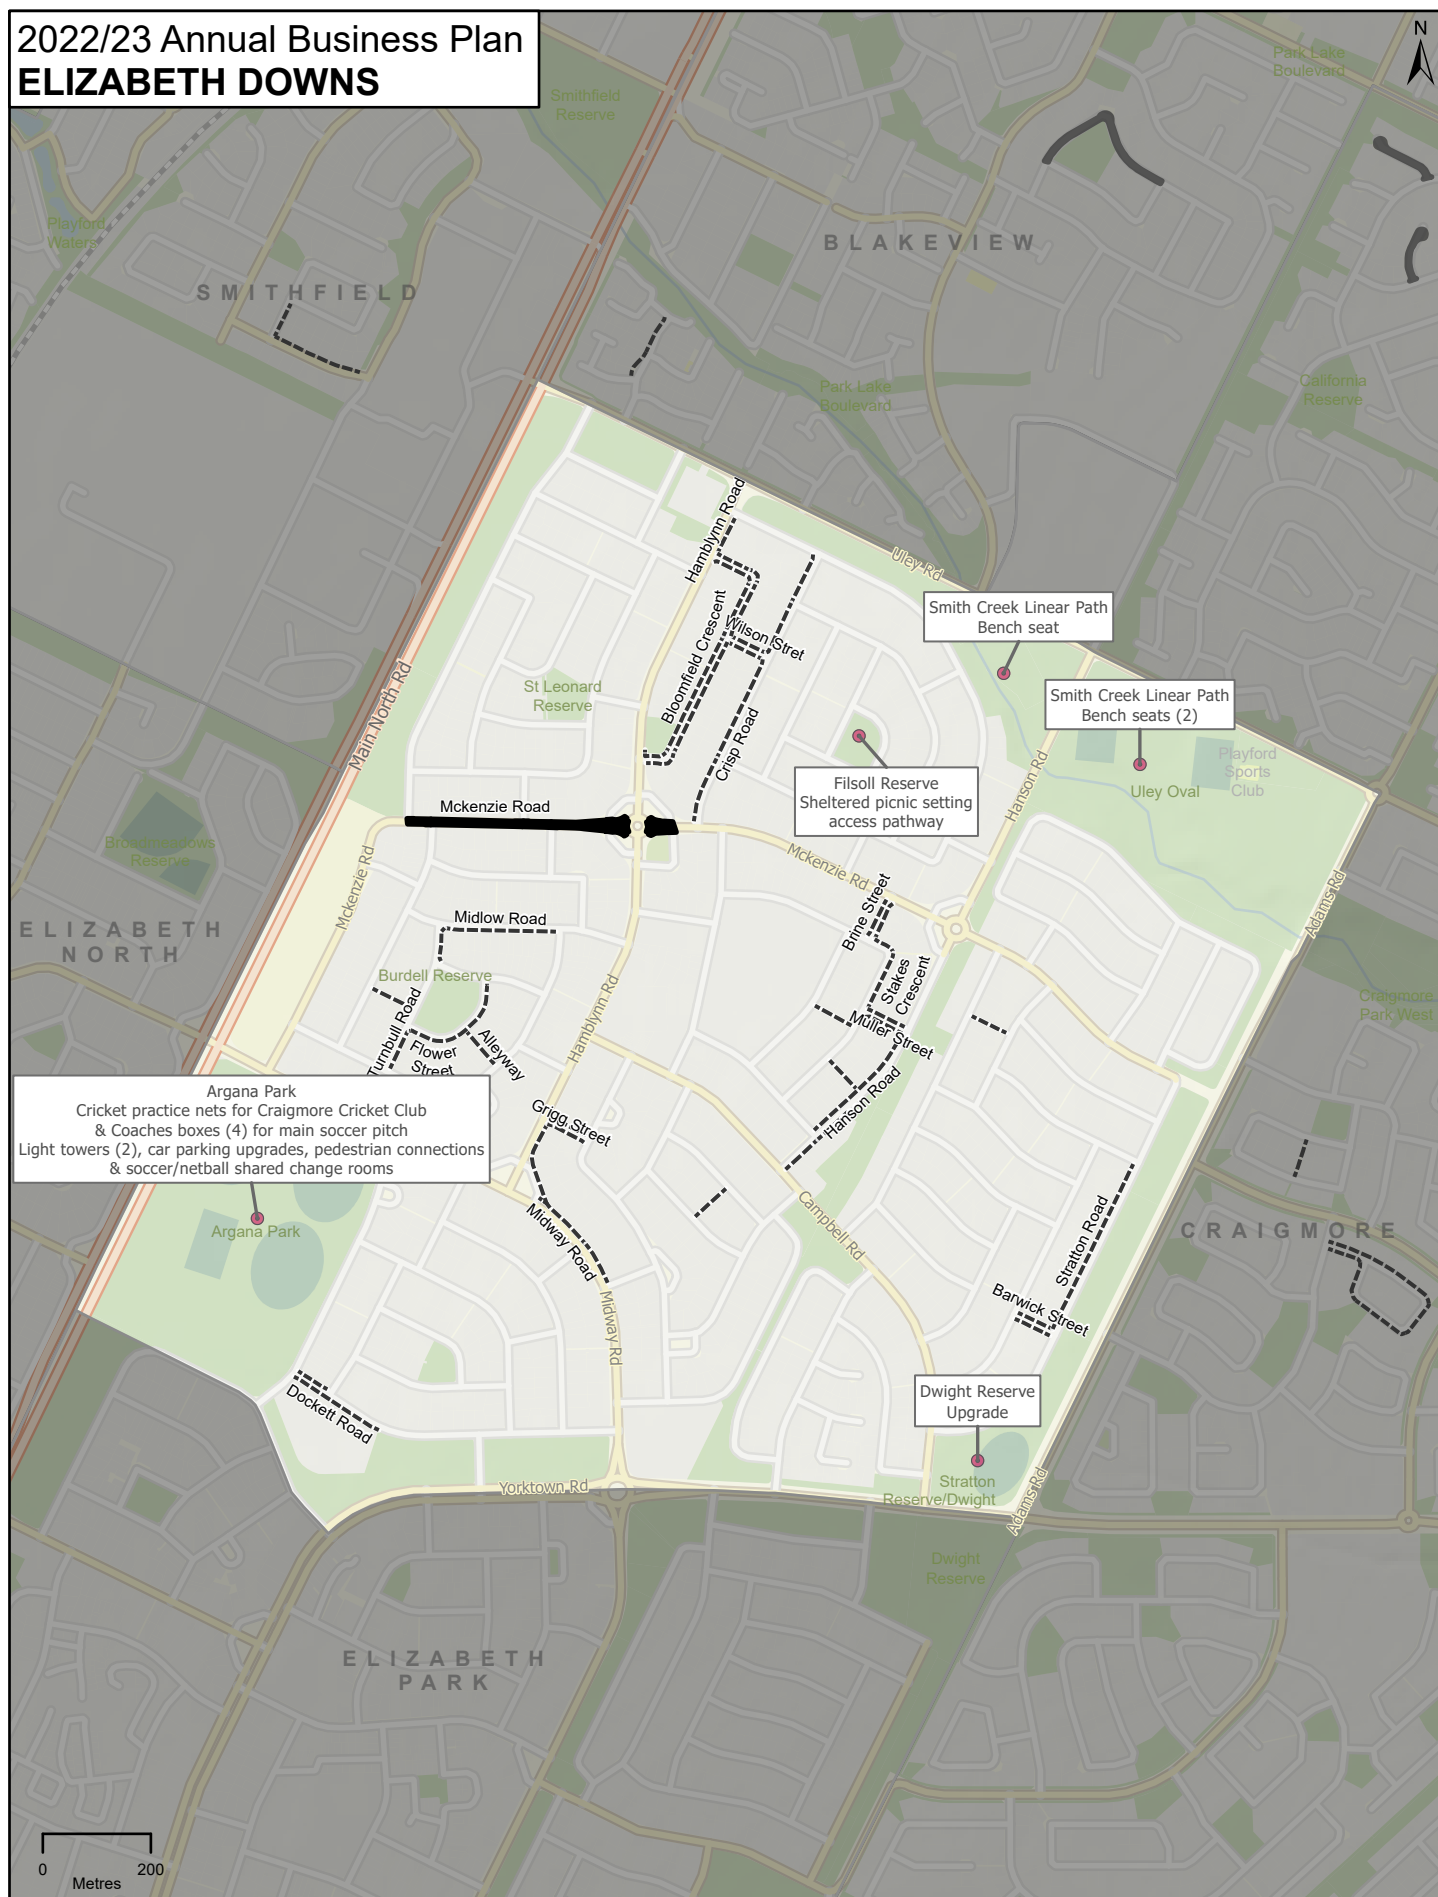 2022/23 Annual Business Plan
ELIZABETH DOWNS
N
Park Lake
Boulevard
Smithfield
Reserve
Playford
Waters
BLAKEVIEW
SMITHFIELD
Park Lake
Boulevard
California
Reserve
Hamblynn Road
Uley Rd
Smith Creek Linear Path
Bench seat
Bloomfield Crescent
Wilson Stret
Main North Rd
St Leonard
Reserve
Smith Creek Linear Path
Bench seats (2)
Crisp Road
Hanson Rd
Playford
Sports
Club
Uley Oval
Filsoll Reserve
Sheltered picnic setting
access pathway
Mckenzie Road
Broadmeadows
Reserve
Mckenzie Rd
Mckenzie Rd
Brine Street
Adams Rd
ELIZABETH
NORTH
Midlow Road
Burdell Reserve
Stakes
Crescent
Craigmore
Park West
Turnbull Road
Hamblynn Rd
Muller Street
Flower
Street
Alleyway
Hanson Road
Grigg Street
Argana Park
Cricket practice nets for Craigmore Cricket Club
& Coaches boxes (4) for main soccer pitch
Light towers (2), car parking upgrades, pedestrian connections
& soccer/netball shared change rooms
Argana Park
Midway Road
Campbell Rd
Stratton Road
CRAIGMORE
Midway Rd
Barwick Street
Dockett Road
Dwight Reserve
Upgrade
Yorktown Rd
Stratton
Reserve/Dwight
Adams Rd
Dwight
Reserve
ELIZABETH
PARK
0 200
Metres